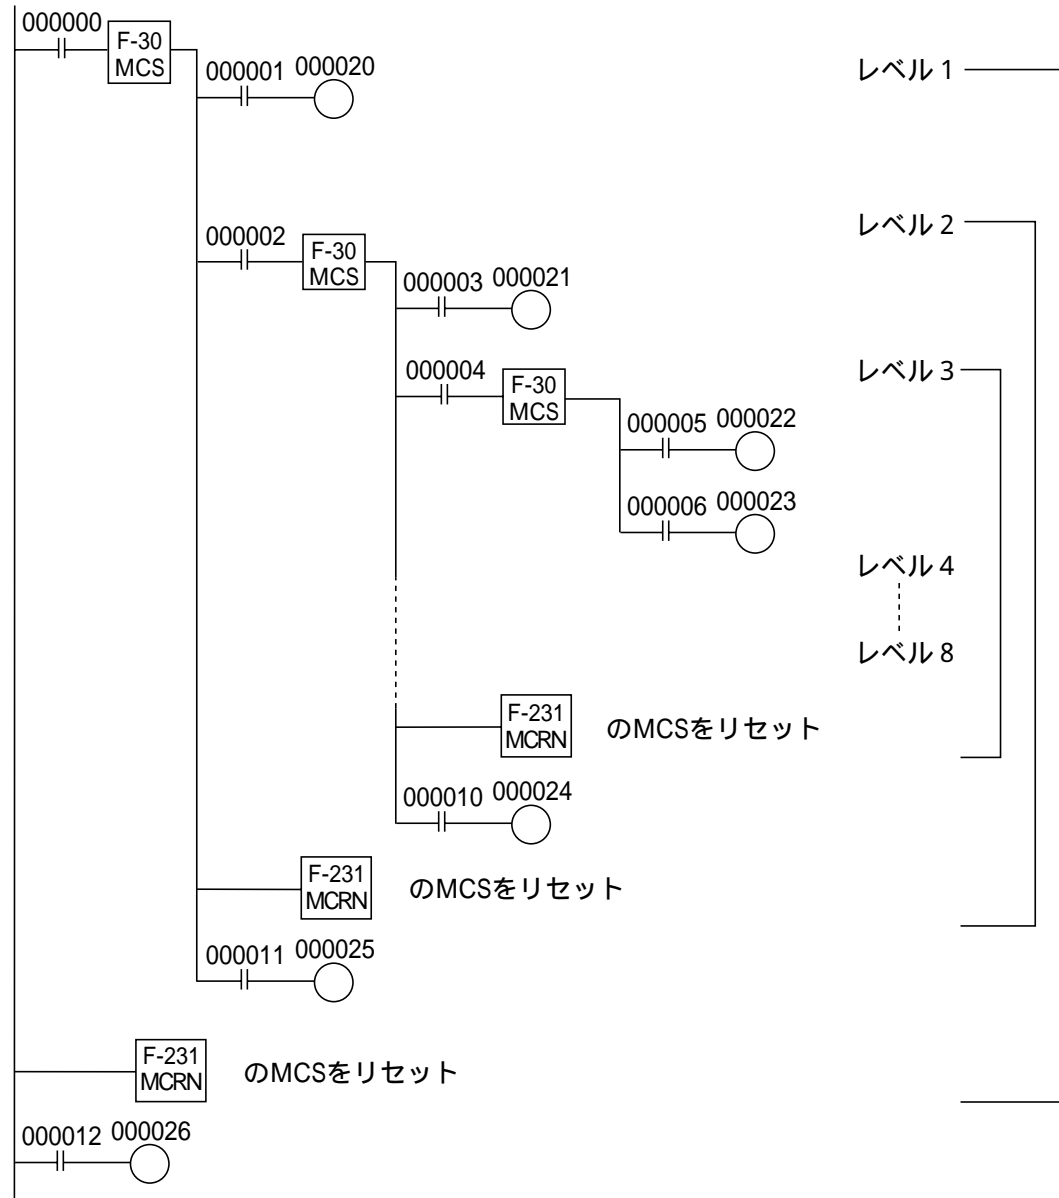 000000
F-30
MCS
000001 000020
レベル 1
000002
F-30
MCS
レベル 2
000003 000021
000004
F-30
MCS
レベル 3
000005 000022
000006 000023
レベル 4
レベル 8
F-231
MCRN
のMCSをリセット
000010 000024
F-231
MCRN
のMCSをリセット
000011 000025
F-231
MCRN
のMCSをリセット
000012 000026